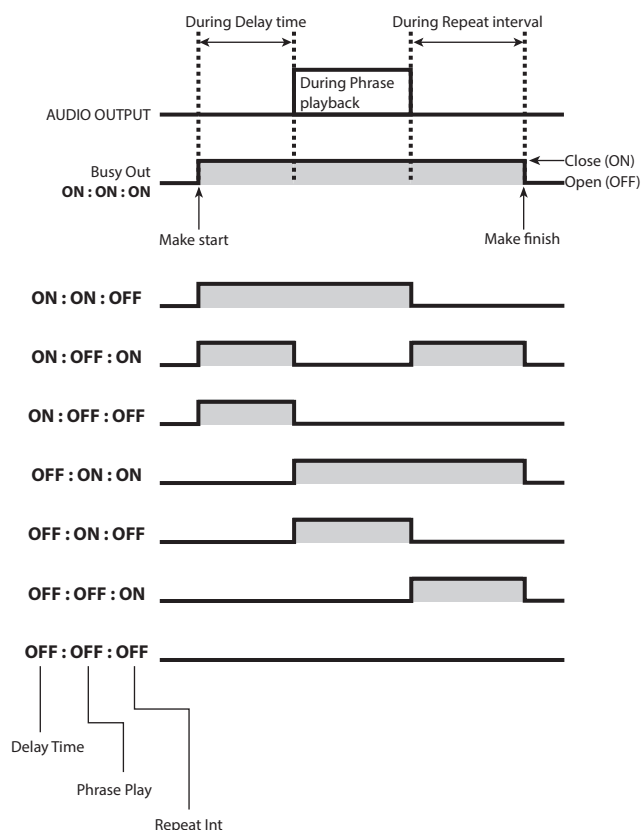 During Delay time
During Repeat interval
During Phrase
playback
AUDIO OUTPUT
Busy Out
ON : ON : ON
Close (ON)
Open (OFF)
Make start
Make finish
ON : ON : OFF
ON : OFF : ON
ON : OFF : OFF
OFF : ON : ON
OFF : ON : OFF
OFF : OFF : ON
OFF : OFF : OFF
Delay Time
Phrase Play
Repeat Int